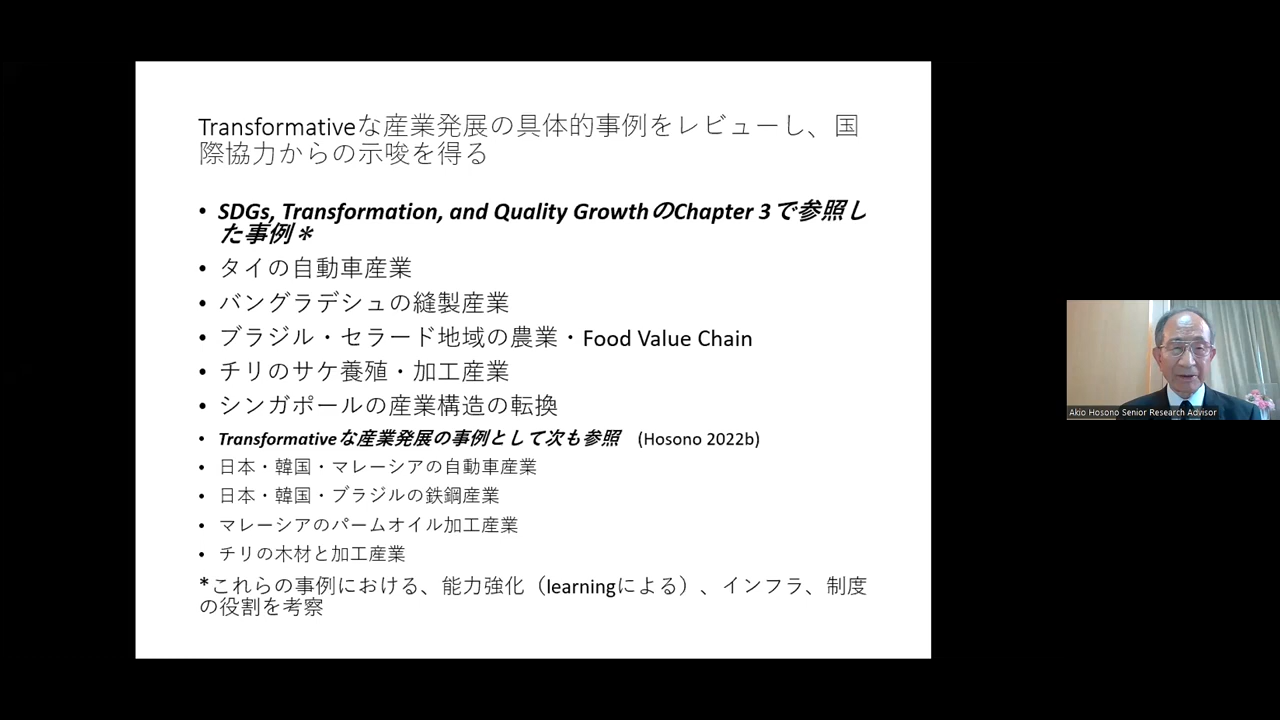 Transformativeな産業発展の具体的事例をレビューし、国
際協力からの示唆を得る
• SDGs, Transformation, and Quality GrowthのChapter 3で参照し
た事例＊
• タイの自動車産業
• バングラデシュの縫製産業
• ブラジル・セラード地域の農業・Food Value Chain
• チリのサケ養殖・加工産業
• シンガポールの産業構造の転換
• Transformativeな産業発展の事例として次も参照 (Hosono 2022b)
• 日本・韓国・マレーシアの自動車産業
• 日本・韓国・ブラジルの鉄鋼産業
• マレーシアのパームオイル加工産業
• チリの木材と加工産業
*これらの事例における、能力強化（learningによる）、インフラ、制度
の役割を考察
Akio Hosono Senior Research Advisor